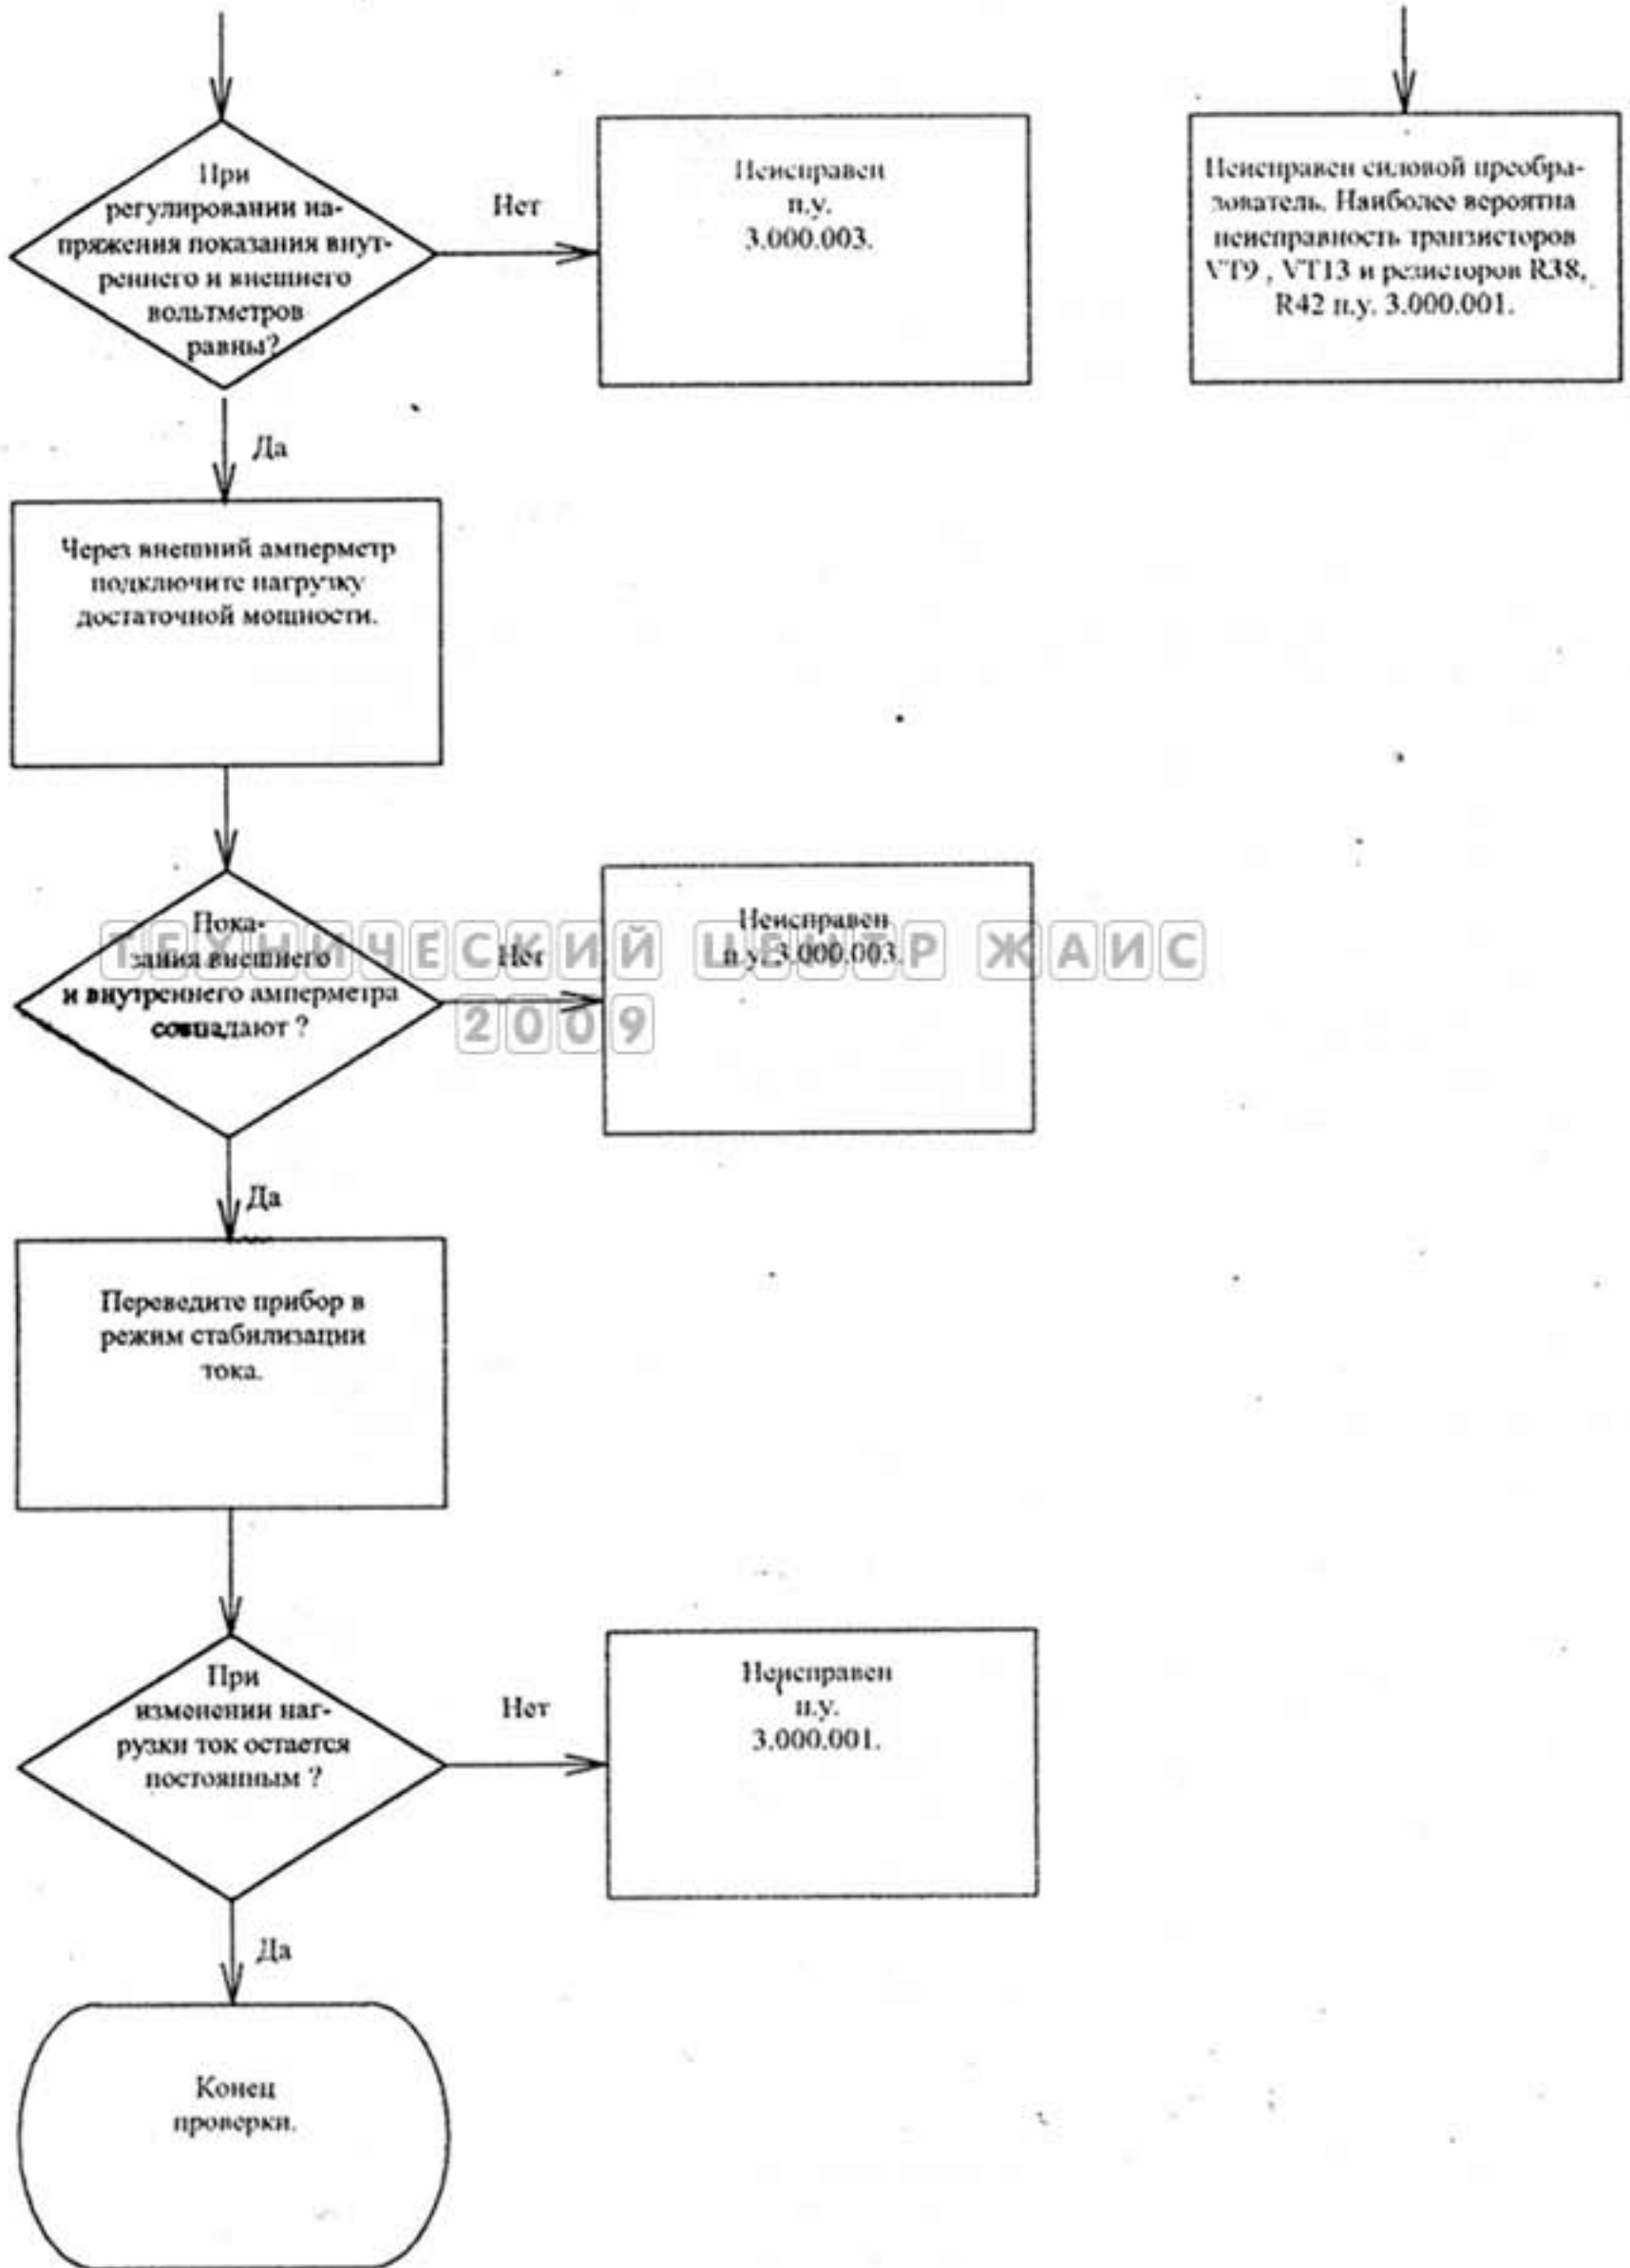 При
регулировании на-
пряжения показания внут-
реннего и внешнего
вольтметров
равны?
Нет
Неисправен
п.у.
3.000.003.
Неисправен силовой преобра-
зователь. Наиболее вероятна
неисправность транзисторов
VT9 , VT13 и резисторов R38,
R42 п.у. 3.000.001.
Да
Через внешний амперметр
подключите нагрузку
достаточной мощности.
Пока-
зания внешнего
и внутреннего амперметра
совпадают ?
Нет
Неисправен
п.у. 3.000.003.
ТЕХНИЧЕСКИЙ ЦЕНТР ЖАИС
2009
Да
Переведите прибор в
режим стабилизации
тока.
При
изменении наг-
рузки ток остается
постоянным ?
Нет
Неисправен
п.у.
3.000.001.
Да
Конец
проверки.